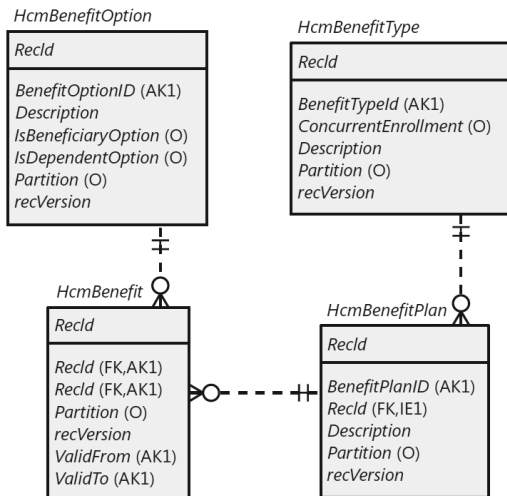 HcmBenefitOption
RecId
BenefitOptionID (AK1)
Description
IsBeneficiaryOption (O)
IsDependentOption (O)
Partition (O)
recVersion
HcmBenefitType
RecId
BenefitTypeId (AK1)
ConcurrentEnrollment (O)
Description
Partition (O)
recVersion
HcmBenefit
RecId
RecId (FK,AK1)
RecId (FK,AK1)
Partition (O)
recVersion
ValidFrom (AK1)
ValidTo (AK1)
HcmBenefitPlan
RecId
BenefitPlanID (AK1)
RecId (FK,IE1)
Description
Partition (O)
recVersion